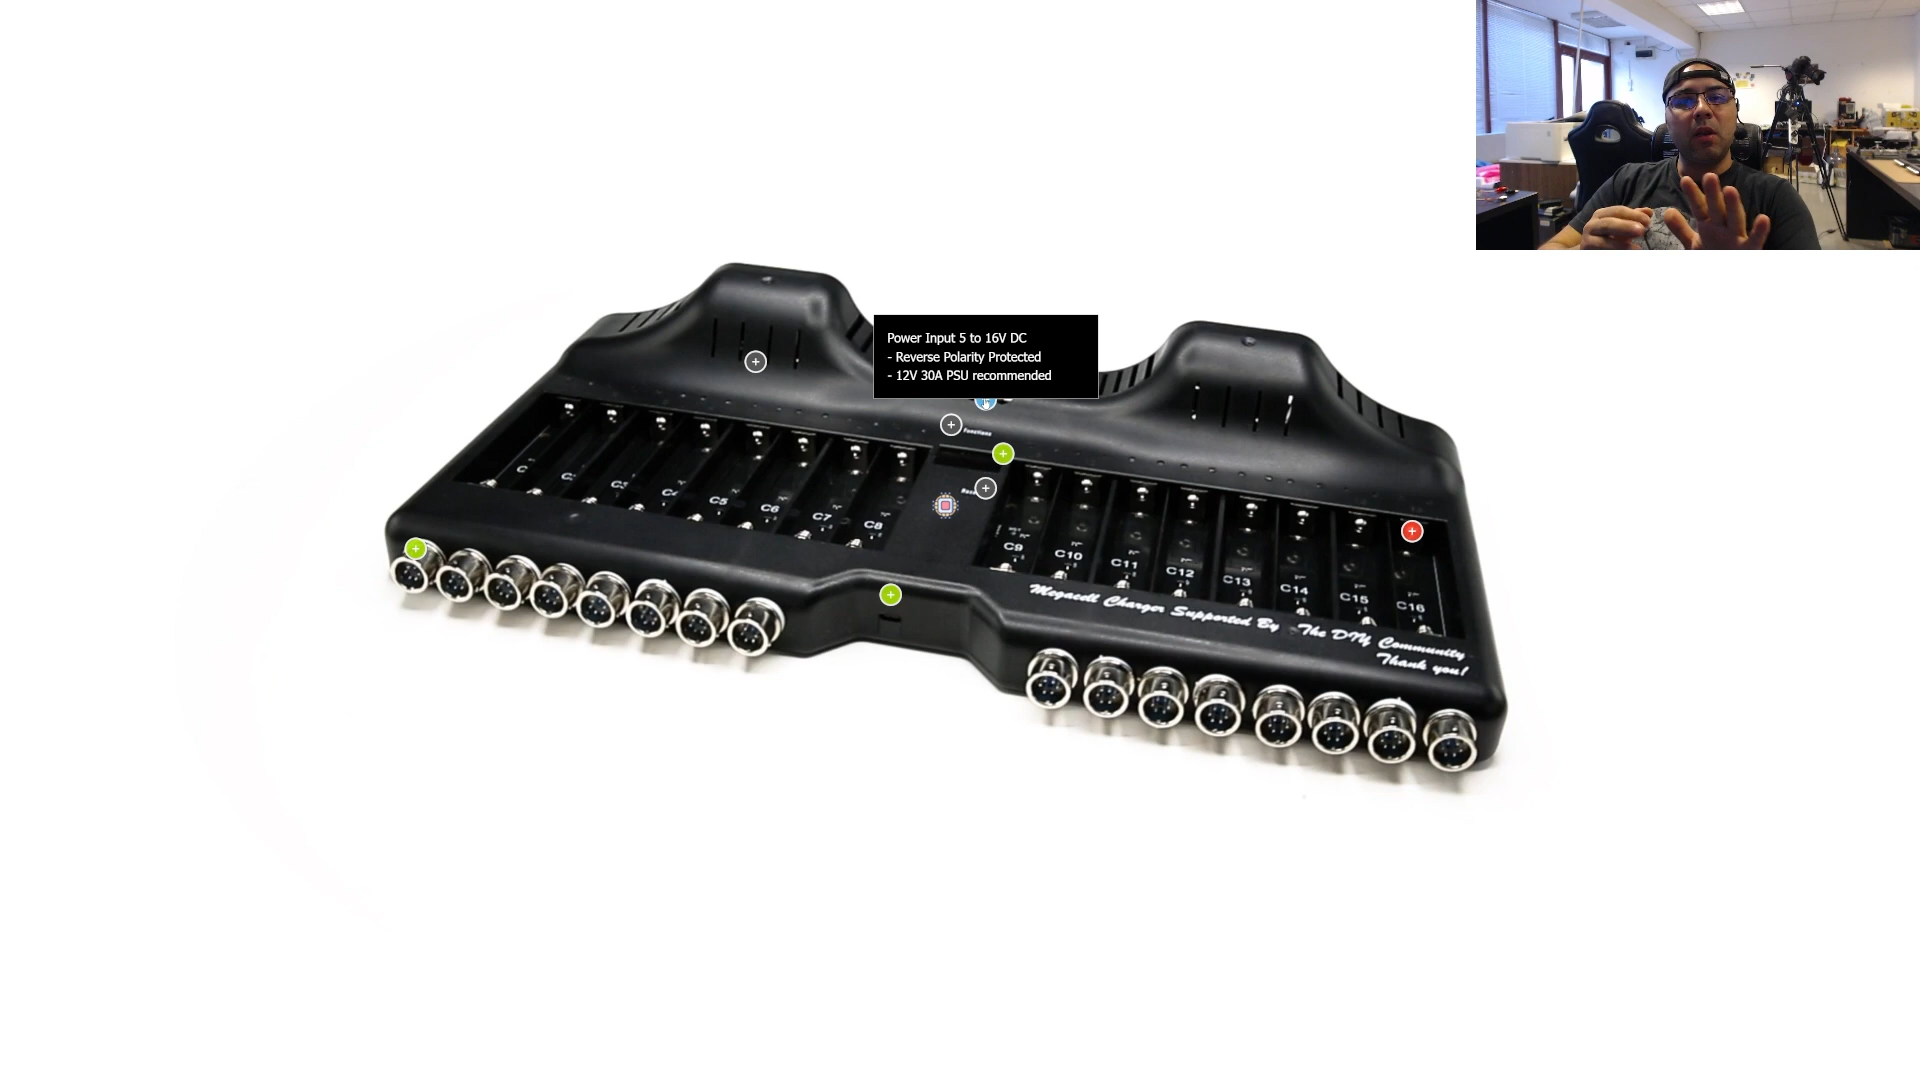 Power Input 5 to 16V DC
- Reverse Polarity Protected
- 12V 30A PSU recommended
Functions
C5
C6
C7
C8
C9
C10
C11
C12
C13
C14
C15
C16
Megacell Charger Supported By The DIY Community
Thank you!